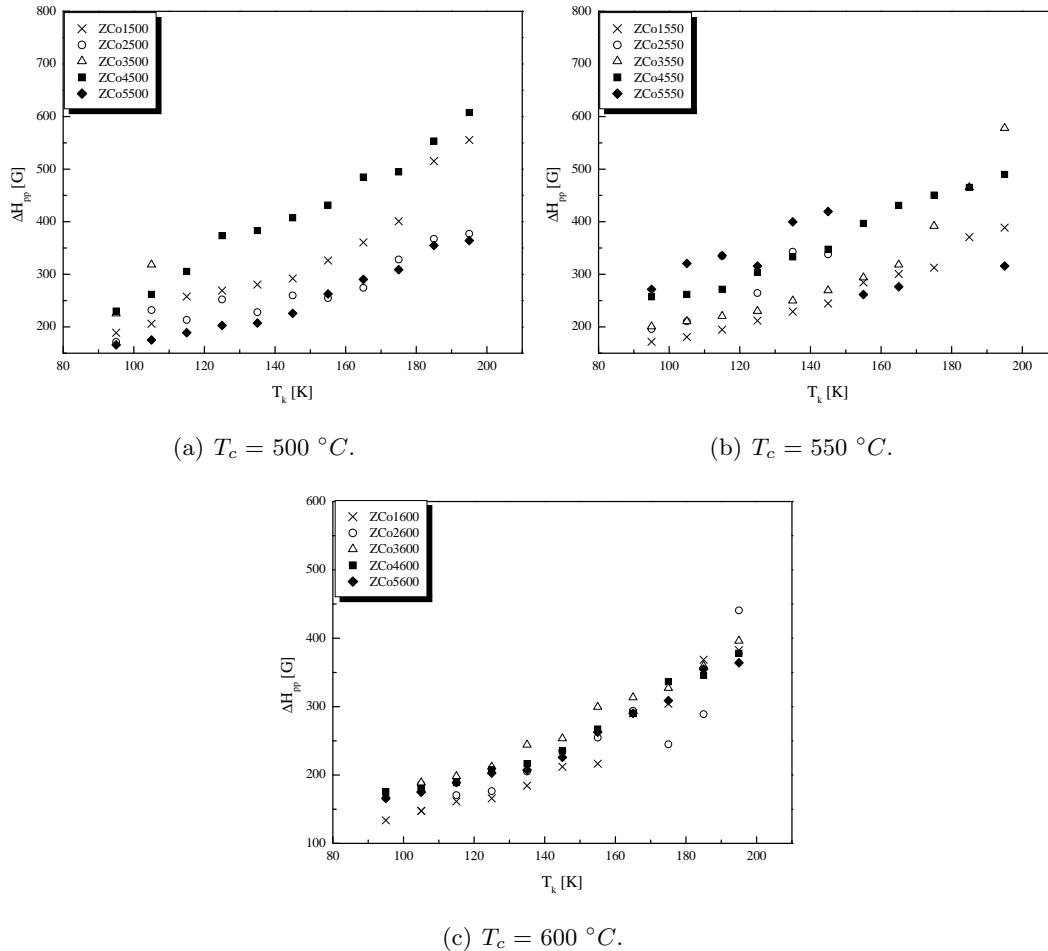 800
700
600
500
400
300
200
ΔH_pp [G]
ZCo1500
ZCo2500
ZCo3500
ZCo4500
ZCo5500
80 100 120 140 160 180 200
T_k [K]
(a) T_c = 500 °C.
800
700
600
500
400
300
200
ΔH_pp [G]
ZCo1550
ZCo2550
ZCo3550
ZCo4550
ZCo5550
80 100 120 140 160 180 200
T_k [K]
(b) T_c = 550 °C.
600
500
400
300
200
100
ΔH_pp [G]
ZCo1600
ZCo2600
ZCo3600
ZCo4600
ZCo5600
80 100 120 140 160 180 200
T_k [K]
(c) T_c = 600 °C.